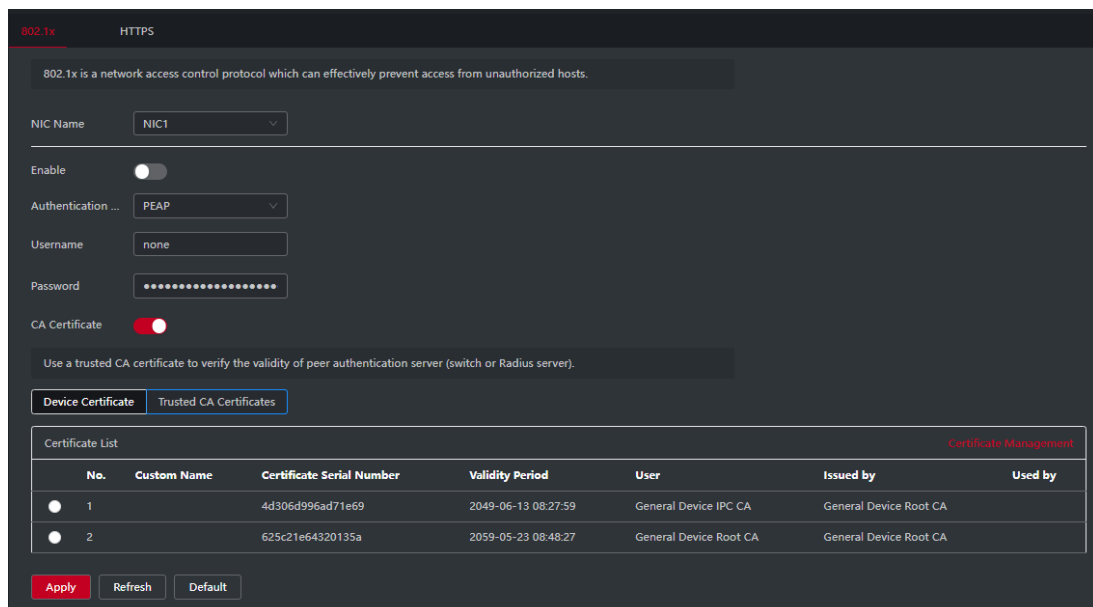 802.1x HTTPS
802.1x is a network access control protocol which can effectively prevent access from unauthorized hosts.
NIC Name NIC1
Enable
Authentication ... PEAP
Username none
Password ●●●●●●●●●●●●●●●●●●●
CA Certificate
Use a trusted CA certificate to verify the validity of peer authentication server (switch or Radius server).
Device Certificate Trusted CA Certificates
Certificate List Certificate Management
No. Custom Name Certificate Serial Number Validity Period User Issued by Used by
1 4d306d996ad71e69 2049-06-13 08:27:59 General Device IPC CA General Device Root CA
2 625c21e64320135a 2059-05-23 08:48:27 General Device Root CA General Device Root CA
Apply Refresh Default